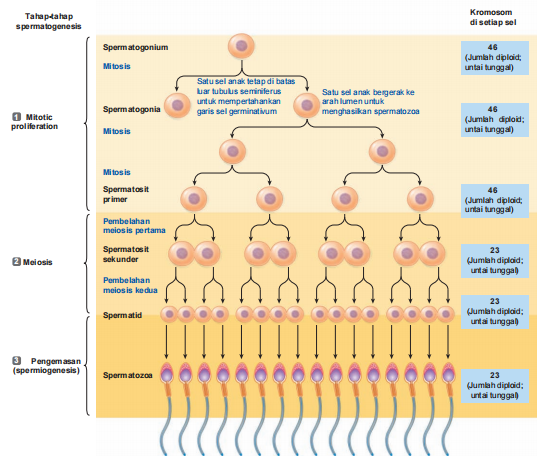 Tahap-tahap
spermatogenesis
Kromosom
di setiap sel
Spermatogonium
46
(Jumlah diploid;
untai tunggal)
Mitosis
Satu sel anak tetap di batas
luar tubulus seminiferus
untuk mempertahankan
garis sel germinativum
Satu sel anak bergerak ke
arah lumen untuk
menghasilkan spermatozoa
Spermatogonia
46
(Jumlah diploid;
untai tunggal)
1 Mitotic
proliferation
Mitosis
Mitosis
Spermatosit
primer
46
(Jumlah diploid;
untai tunggal)
Pembelahan
meiosis pertama
2 Meiosis
Spermatosit
sekunder
23
(Jumlah diploid;
untai tunggal)
Pembelahan
meiosis kedua
Spermatid
23
(Jumlah diploid;
untai tunggal)
3 Pengemasan
(spermiogenesis)
Spermatozoa
23
(Jumlah diploid;
untai tunggal)